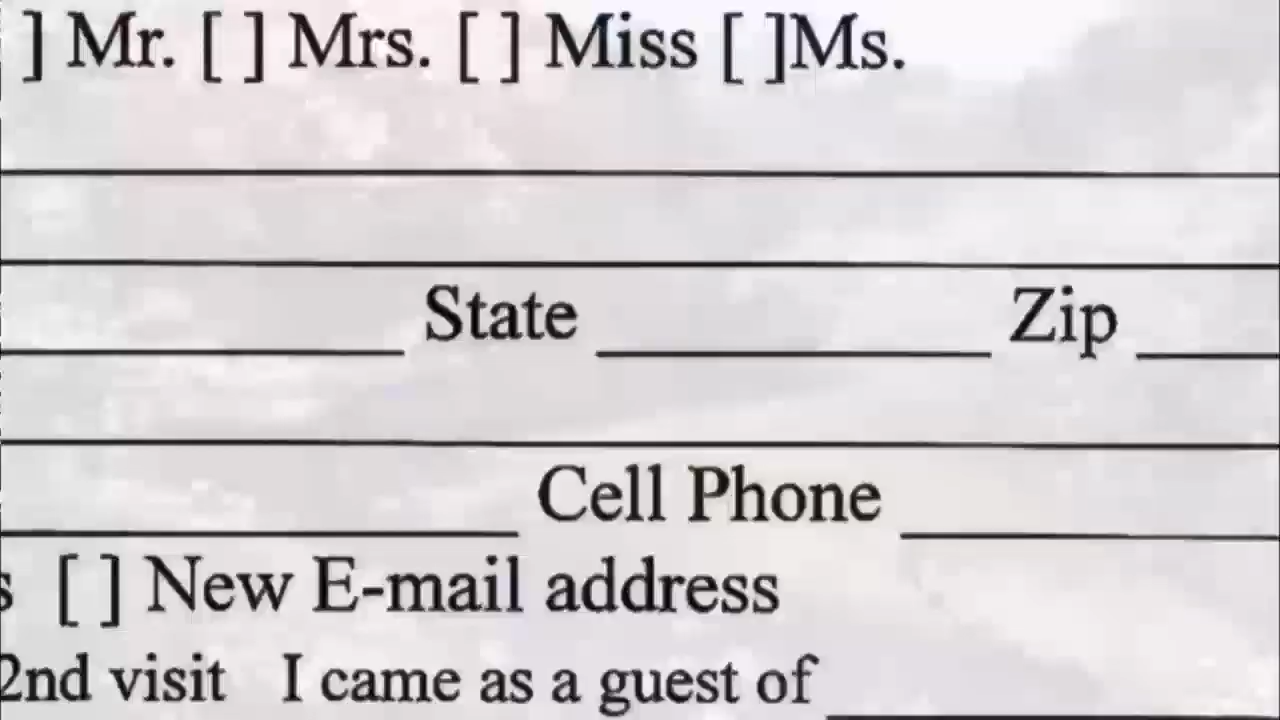 ] Mr. [ ] Mrs. [ ] Miss [ ]Ms.
State Zip
Cell Phone
s [ ] New E-mail address
2nd visit I came as a guest of